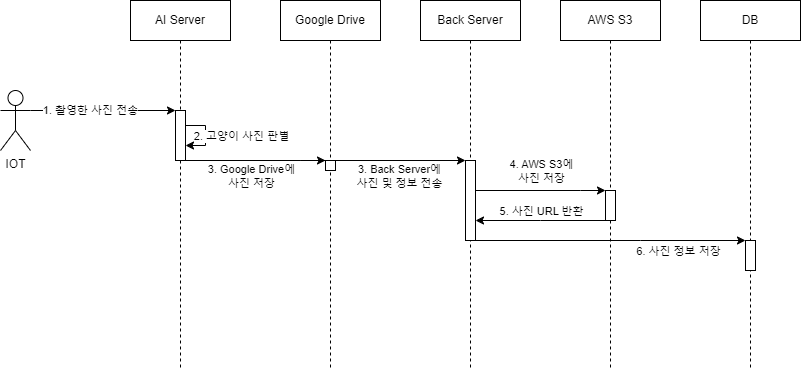 AI Server
Google Drive
Back Server
AWS S3
DB
IOT
1. 촬영한 사진 전송
2. 고양이 사진 판별
3. Google Drive에
사진 저장
3. Back Server에
사진 및 정보 전송
4. AWS S3에
사진 저장
5. 사진 URL 반환
6. 사진 정보 저장